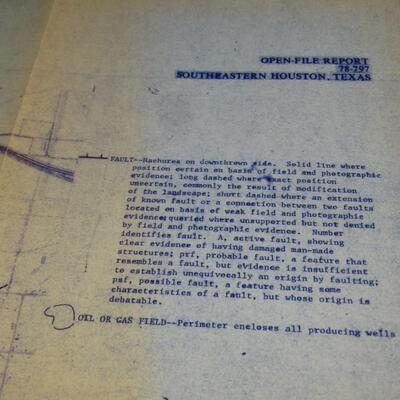 OPEN-FILE REPORT
78-797
SOUTHEASTERN HOUSTON, TEXAS
FAULT--Hachures on downthrown side. Solid line where
position certain on basis of field and photographic
evidence; long dashed where exact position
uncertain, commonly the result of modification
of the landscape; short dashed where an extension
of known fault or a connection between two faults
located on basis of weak field and photographic
evidence; queried where unsupported but not denied
by field and photographic evidence. Number
identifies fault. A, active fault, showing
clear evidence of having damaged man-made
structures; prf, probable fault, a feature that
resembles a fault, but evidence is insufficient
to establish unequivocally an origin by faulting;
psf, possible fault, a feature having some
characteristics of a fault, but whose origin is
debatable.
OIL OR GAS FIELD--Perimeter encloses all producing wells